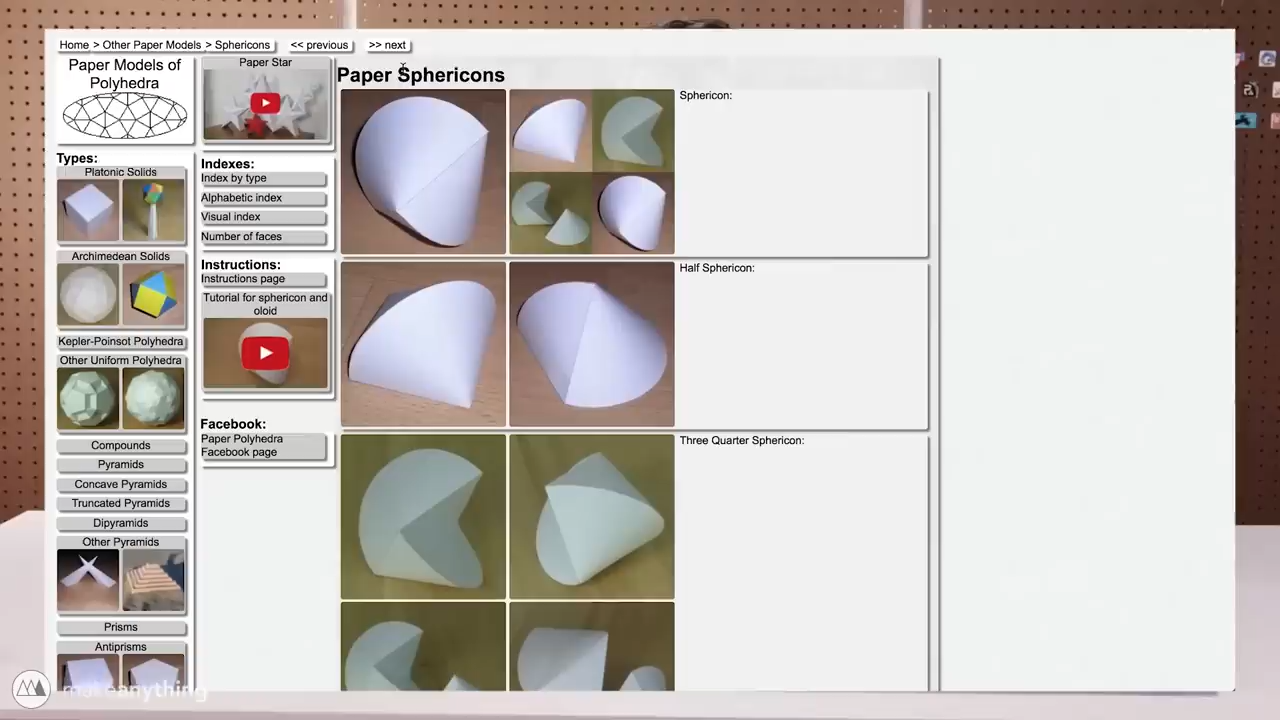 Home > Other Paper Models > Sphericons
<< previous
>> next
Paper Models of
Polyhedra
Types:
Platonic Solids
Archimedean Solids
Kepler-Poinsot Polyhedra
Other Uniform Polyhedra
Compounds
Pyramids
Concave Pyramids
Truncated Pyramids
Dipyramids
Other Pyramids
Prisms
Antiprisms
Paper Star
Indexes:
Index by type
Alphabetic index
Visual index
Number of faces
Instructions:
Instructions page
Tutorial for sphericon and
oloid
Facebook:
Paper Polyhedra
Facebook page
Paper Sphericons
Sphericon:
Half Sphericon:
Three Quarter Sphericon:
makeanything